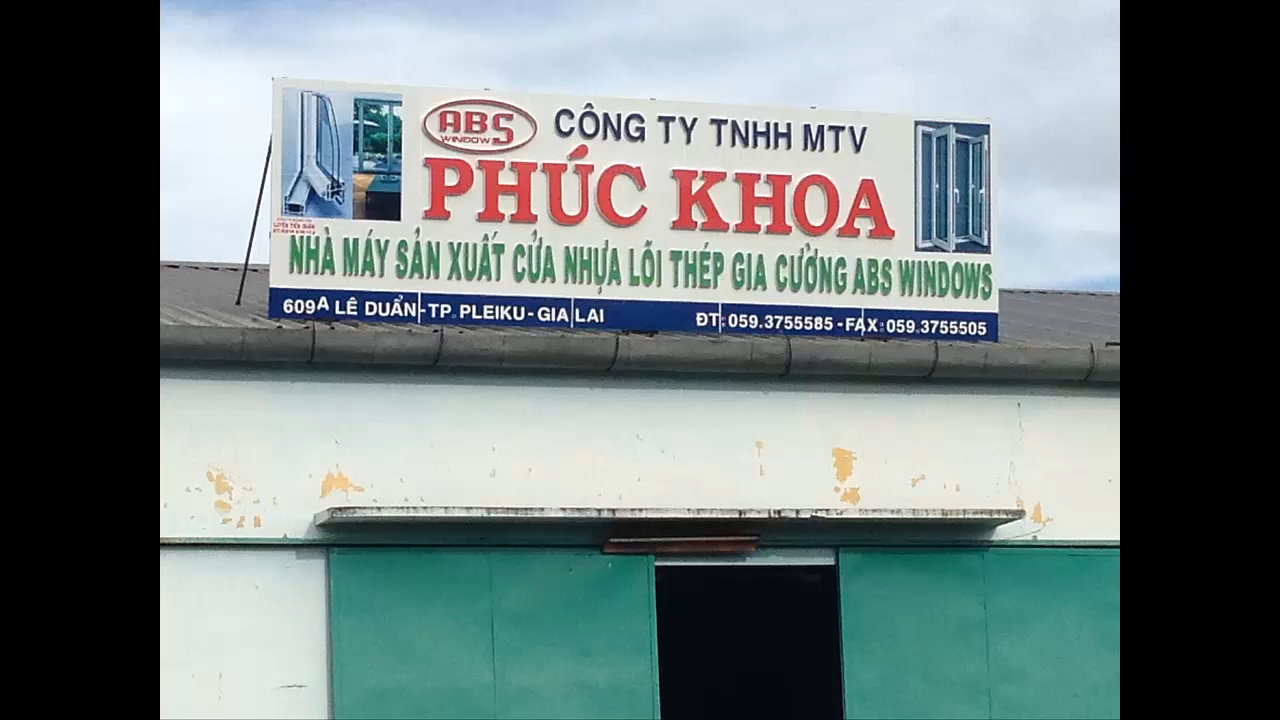 ABS
WINDOWS
CÔNG TY TNHH MTV
PHÚC KHOA
NHÀ MÁY SẢN XUẤT CỬA NHỰA LÕI THÉP GIA CƯỜNG ABS WINDOWS
609A LÊ DUẨN-TP. PLEIKU-GIA LAI
ĐT: 059.3755585 - FAX: 059.3755505